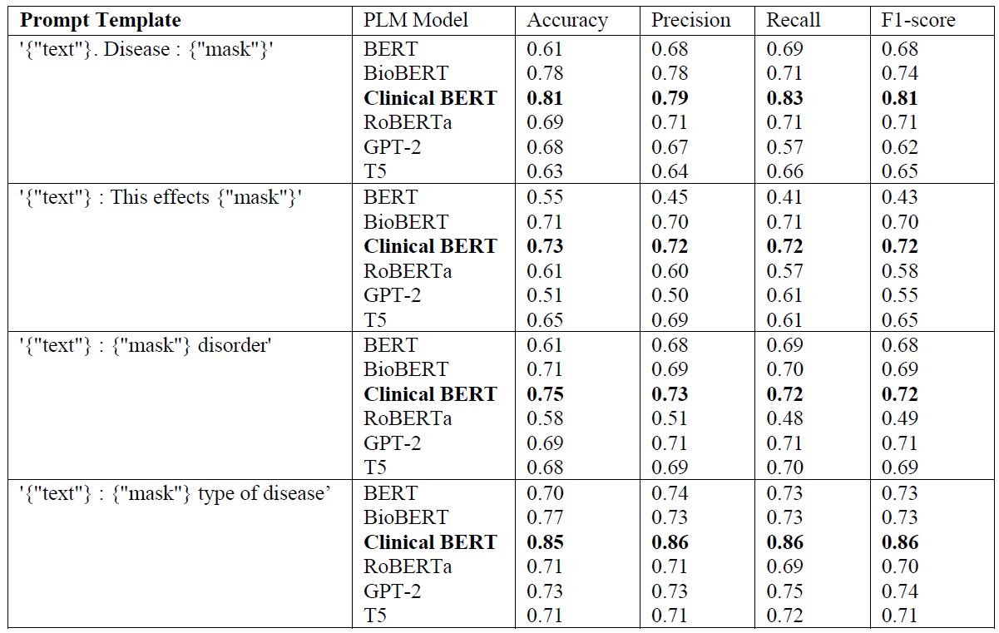 Prompt Template PLM Model Accuracy Precision Recall F1-score
'{"text"}. Disease : {"mask"}' BERT 0.61 0.68 0.69 0.68
BioBERT 0.78 0.78 0.71 0.74
Clinical BERT 0.81 0.79 0.83 0.81
RoBERTa 0.69 0.71 0.71 0.71
GPT-2 0.68 0.67 0.57 0.62
T5 0.63 0.64 0.66 0.65
'{"text"} : This effects {"mask"}' BERT 0.55 0.45 0.41 0.43
BioBERT 0.71 0.70 0.71 0.70
Clinical BERT 0.73 0.72 0.72 0.72
RoBERTa 0.61 0.60 0.57 0.58
GPT-2 0.51 0.50 0.61 0.55
T5 0.65 0.69 0.61 0.65
'{"text"} : {"mask"} disorder' BERT 0.61 0.68 0.69 0.68
BioBERT 0.71 0.69 0.70 0.69
Clinical BERT 0.75 0.73 0.72 0.72
RoBERTa 0.58 0.51 0.48 0.49
GPT-2 0.69 0.71 0.71 0.71
T5 0.68 0.69 0.70 0.69
'{"text"} : {"mask"} type of disease’ BERT 0.70 0.74 0.73 0.73
BioBERT 0.77 0.73 0.73 0.73
Clinical BERT 0.85 0.86 0.86 0.86
RoBERTa 0.71 0.71 0.69 0.70
GPT-2 0.73 0.73 0.75 0.74
T5 0.71 0.71 0.72 0.71